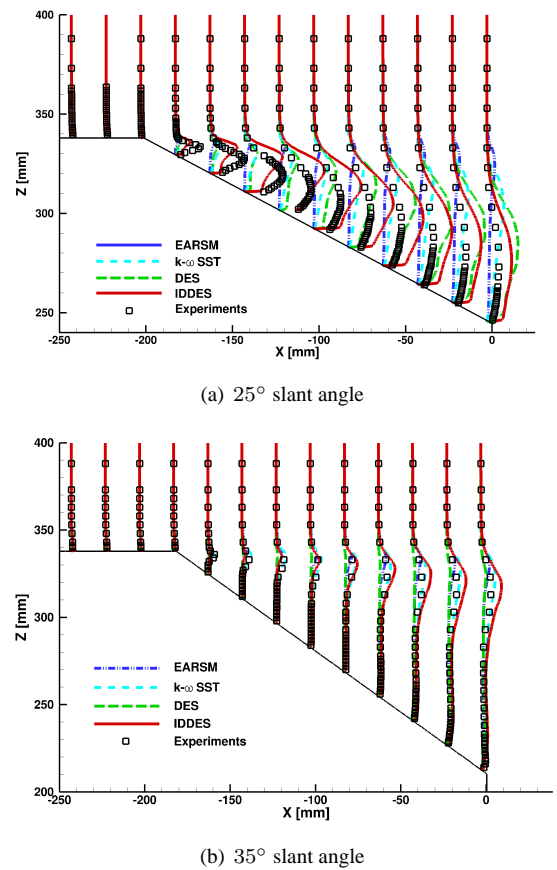 400
350
300
250
Z [mm]
EARSM
k-ω SST
DES
IDDES
Experiments
-250 -200 -150 -100 -50 0
X [mm]
(a) 25° slant angle
400
350
300
250
200
Z [mm]
EARSM
k-ω SST
DES
IDDES
Experiments
-250 -200 -150 -100 -50 0
X [mm]
(b) 35° slant angle